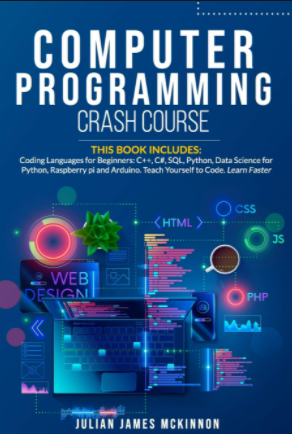 COMPUTER
PROGRAMMING
CRASH COURSE
THIS BOOK INCLUDES:
Coding Languages for Beginners: C++, C#, SQL, Python, Data Science for
Python, Raspberry pi and Arduino. Teach Yourself to Code. Learn Faster
CSS
HTML
JS
WEB
DESIGN
PHP
JULIAN JAMES MCKINNON